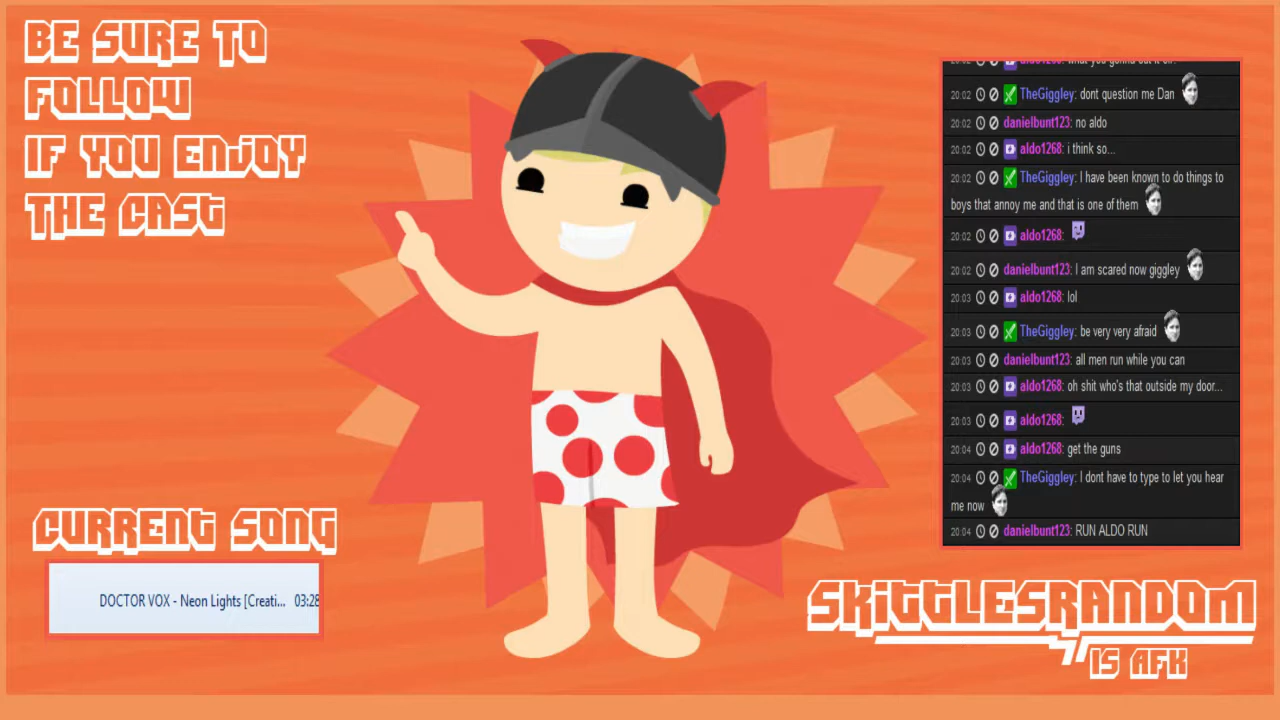 BE SURE TO
FOLLOW
IF YOU ENJOY
THE CAST
CURRENT SONG
DOCTOR VOX - Neon Lights [Creati... 03:28
20:02 TheGiggley: dont question me Dan
20:02 danielbunt123: no aldo
20:02 aldo1268: i think so...
20:02 TheGiggley: I have been known to do things to
boys that annoy me and that is one of them
20:02 aldo1268:
20:02 danielbunt123: I am scared now giggley
20:03 aldo1268: lol
20:03 TheGiggley: be very very afraid
20:03 danielbunt123: all men run while you can
20:03 aldo1268: oh shit who's that outside my door...
20:03 aldo1268:
20:04 aldo1268: get the guns
20:04 TheGiggley: I dont have to type to let you hear
me now
20:04 danielbunt123: RUN ALDO RUN
SKITTLESRANDOM
IS AFK